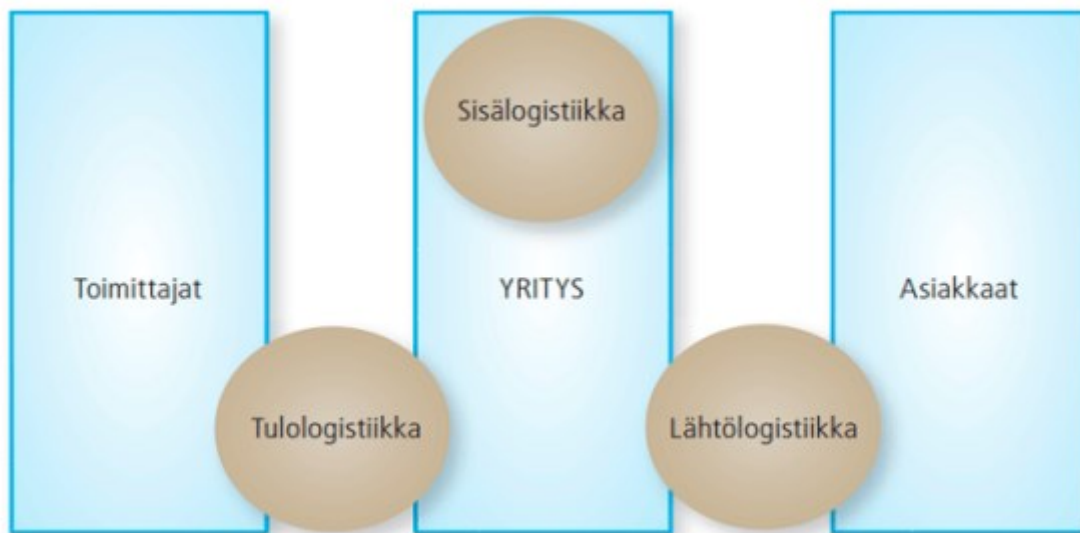 Sisälogistiikka
Toimittajat
YRITYS
Asiakkaat
Tulologistiikka
Lähtölogistiikka